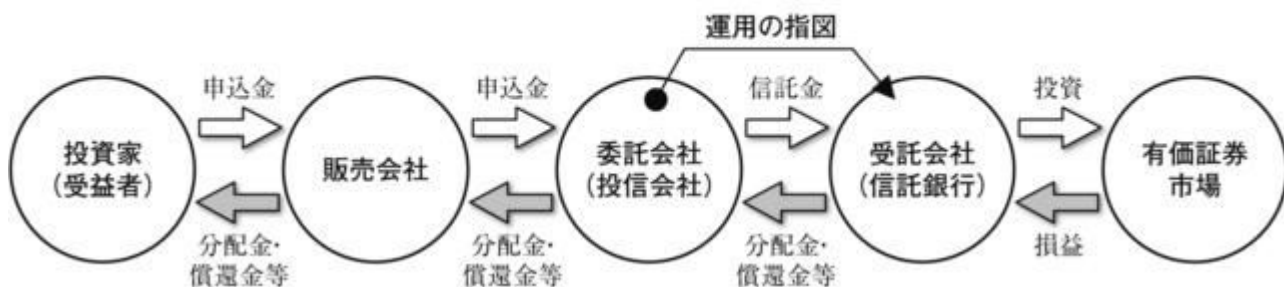 運用の指図
申込金
申込金
信託金
投資
投資家
(受益者)
販売会社
委託会社
(投信会社)
受託会社
(信託銀行)
有価証券
市場
分配金・
償還金等
分配金・
償還金等
分配金・
償還金等
損益